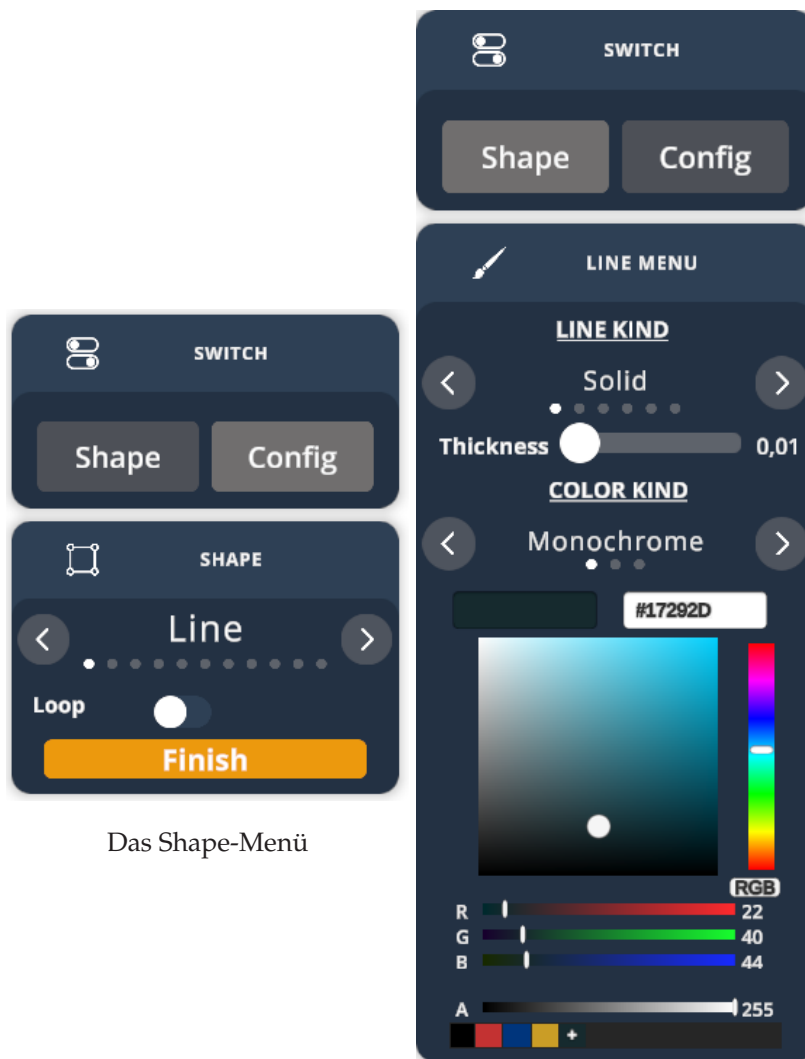 SWITCH
Shape Config
SHAPE
Line
Loop
Finish
Das Shape-Menü
SWITCH
Shape Config
LINE MENU
LINE KIND
Solid
Thickness 0,01
COLOR KIND
Monochrome
#17292D
RGB
R 22
G 40
B 44
A 255
+